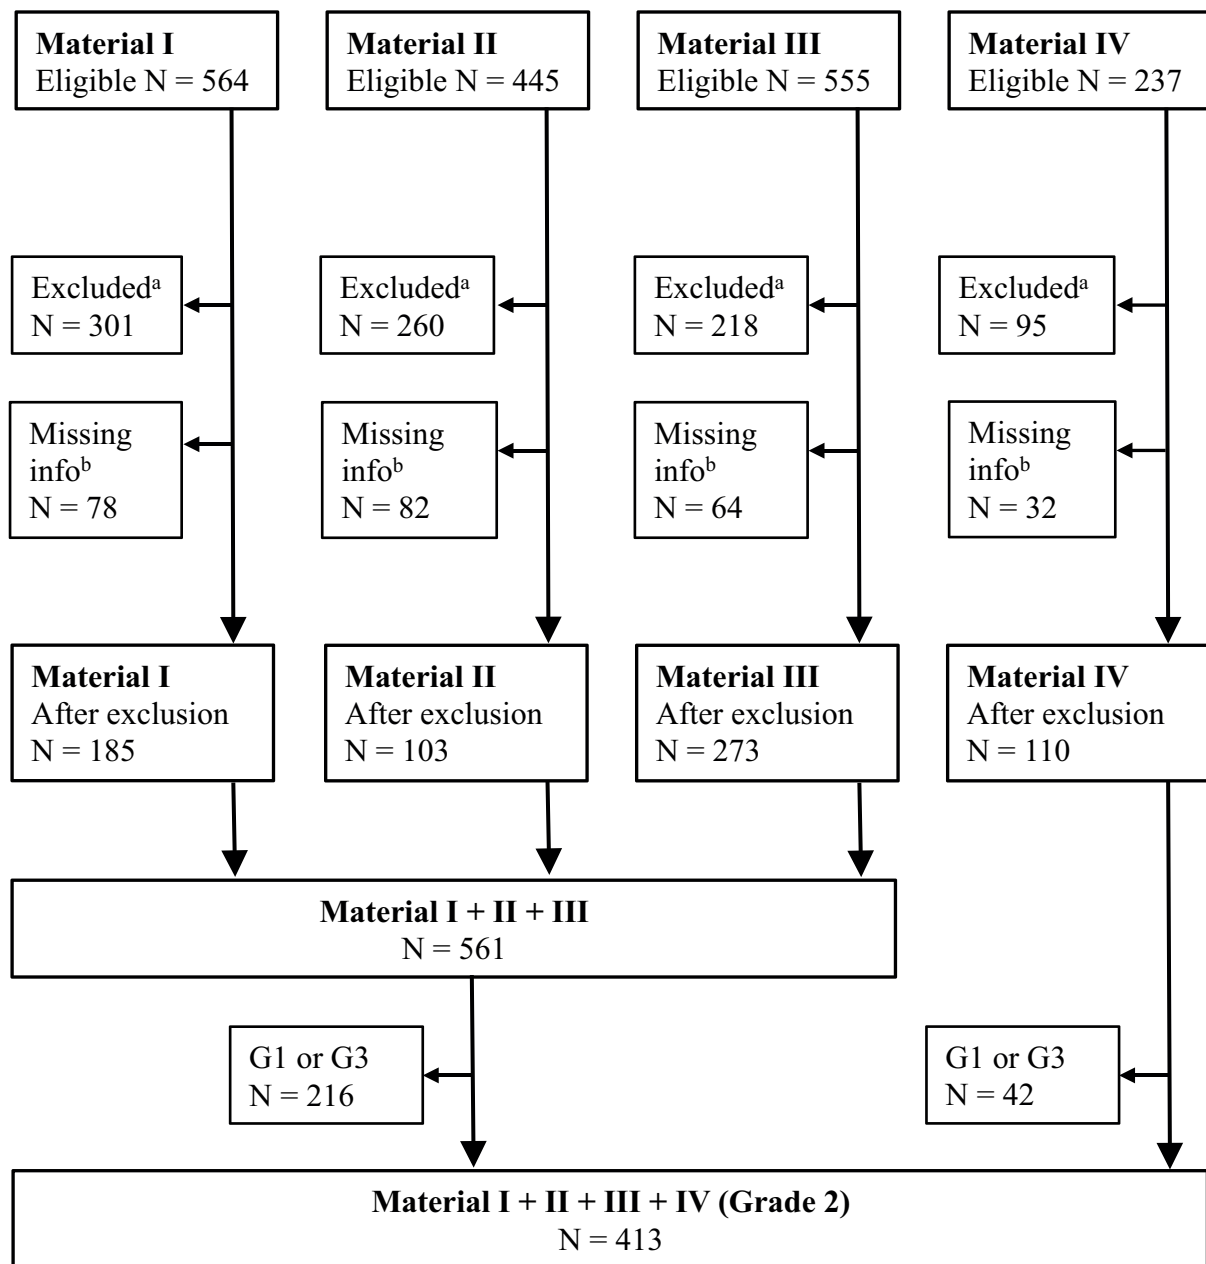 Material I
Eligible N = 564
Material II
Eligible N = 445
Material III
Eligible N = 555
Material IV
Eligible N = 237
Excludedᵃ
N = 301
Excludedᵃ
N = 260
Excludedᵃ
N = 218
Excludedᵃ
N = 95
Missing
infoᵇ
N = 78
Missing
infoᵇ
N = 82
Missing
infoᵇ
N = 64
Missing
infoᵇ
N = 32
Material I
After exclusion
N = 185
Material II
After exclusion
N = 103
Material III
After exclusion
N = 273
Material IV
After exclusion
N = 110
Material I + II + III
N = 561
G1 or G3
N = 216
G1 or G3
N = 42
Material I + II + III + IV (Grade 2)
N = 413